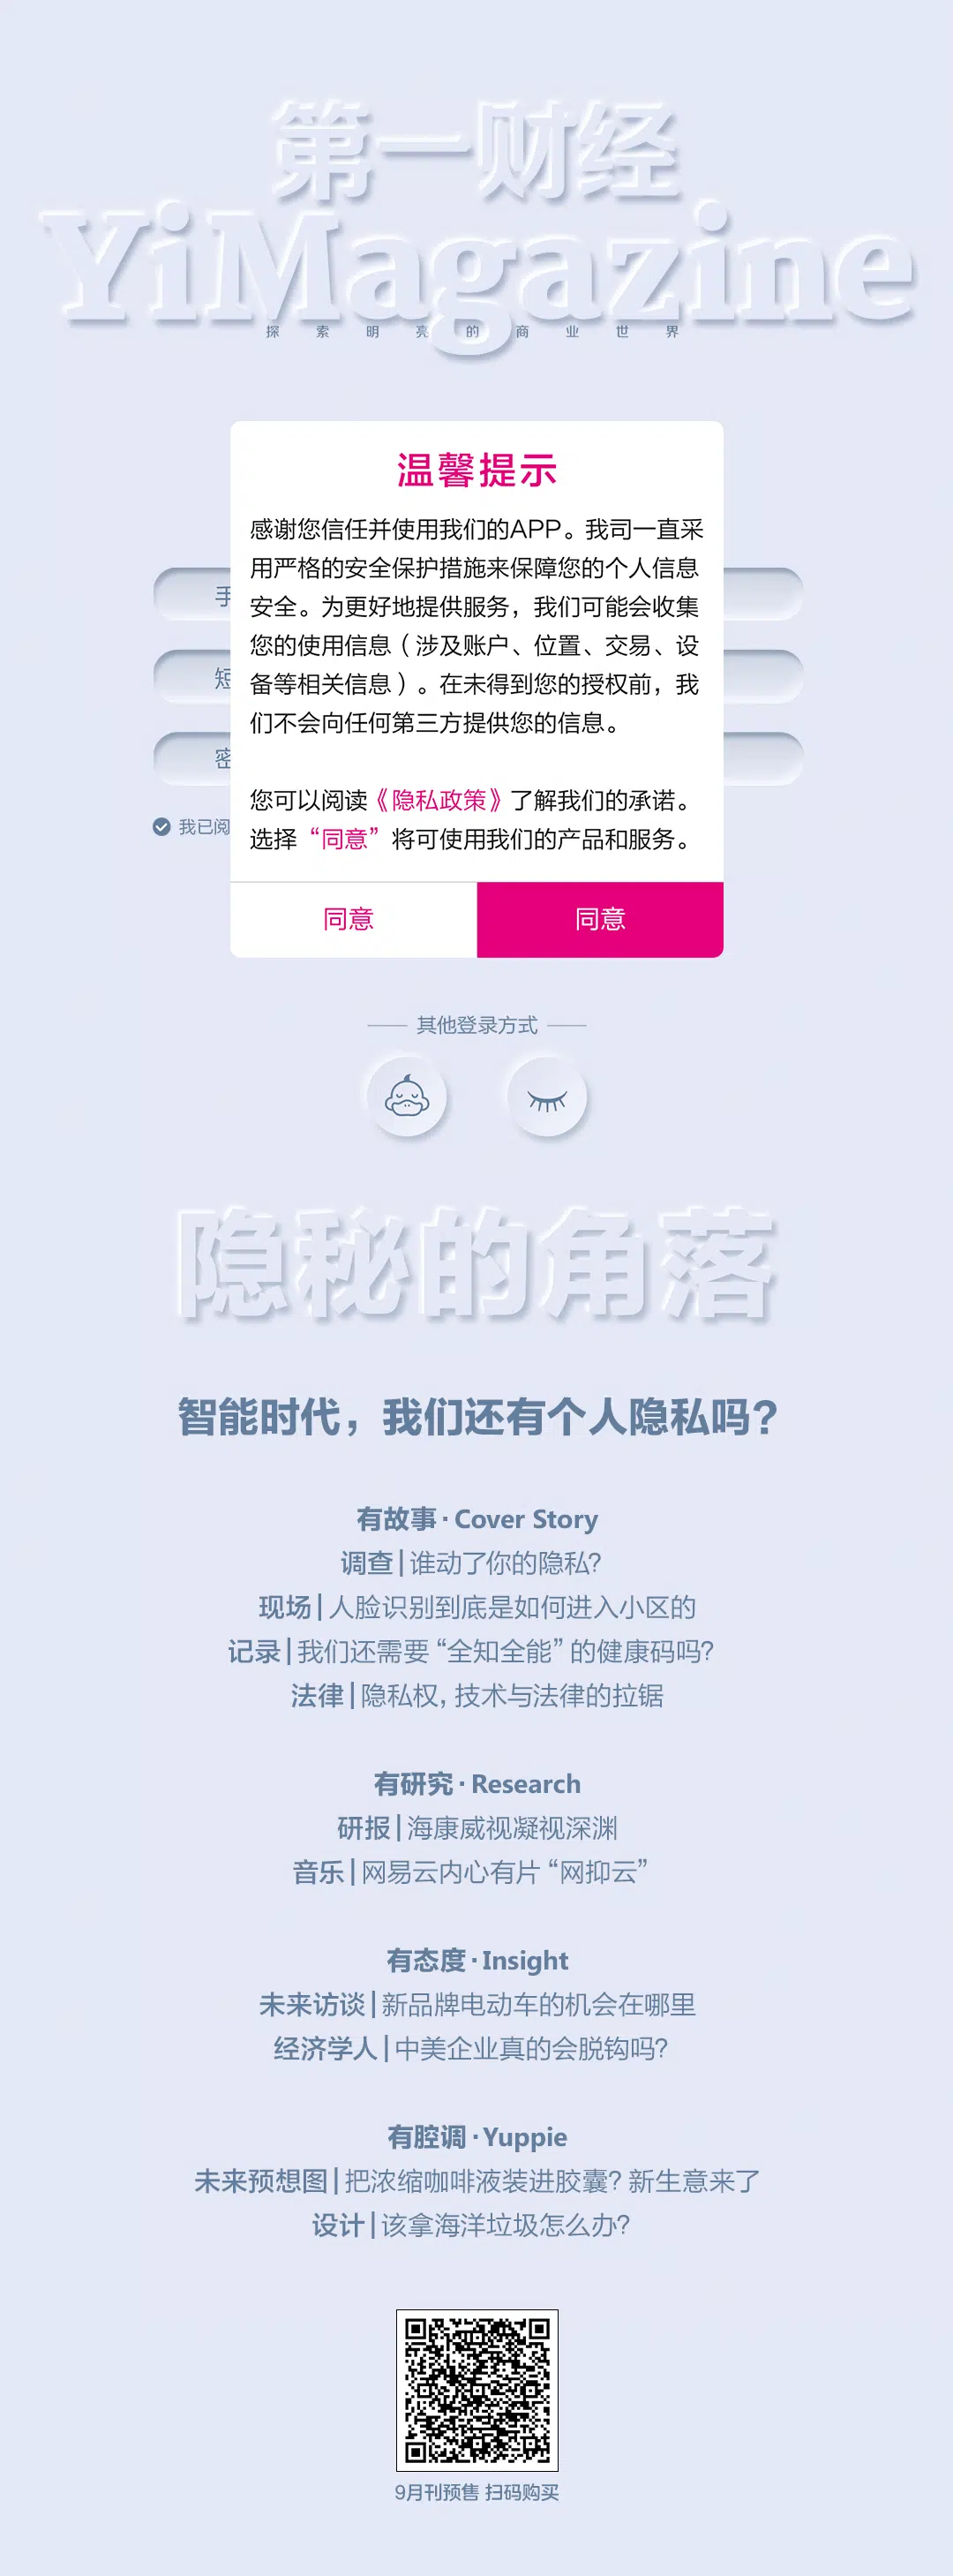 第一财经
YiMagazine
探索明亮的商业世界
温馨提示
感谢您信任并使用我们的APP。我司一直采
用严格的安全保护措施来保障您的个人信息
安全。为更好地提供服务，我们可能会收集
您的使用信息（涉及账户、位置、交易、设
备等相关信息）。在未得到您的授权前，我
们不会向任何第三方提供您的信息。
手
短
密
您可以阅读《隐私政策》了解我们的承诺。
我已阅
选择“同意”将可使用我们的产品和服务。
同意
同意
其他登录方式
隐秘的角落
智能时代，我们还有个人隐私吗？
有故事·Cover Story
调查|谁动了你的隐私？
现场|人脸识别到底是如何进入小区的
记录|我们还需要“全知全能”的健康码吗？
法律|隐私权，技术与法律的拉锯
有研究·Research
研报|海康威视凝视深渊
音乐|网易云内心有片“网抑云”
有态度·Insight
未来访谈|新品牌电动车的机会在哪里
经济学人|中美企业真的会脱钩吗？
有腔调·Yuppie
未来预想图|把浓缩咖啡液装进胶囊？新生意来了
设计|该拿海洋垃圾怎么办？
9月刊预售 扫码购买